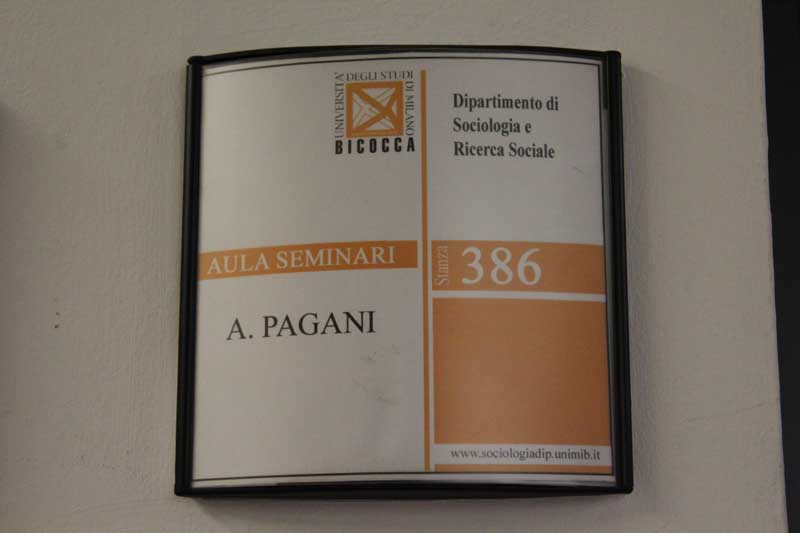 UNIVERSITA' DEGLI STUDI DI MILANO
BICOCCA
Dipartimento di
Sociologia e
Ricerca Sociale
AULA SEMINARI
Stanza 386
A. PAGANI
www.sociologiadip.unimib.it